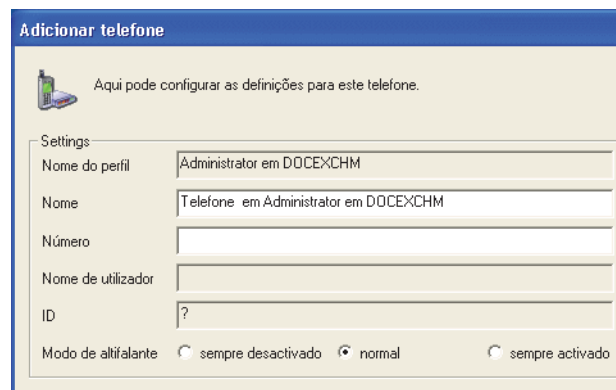 Adicionar telefone
Aqui pode configurar as definições para este telefone.
Settings
Nome do perfil Administrator em DOCEXCHM
Nome Telefone em Administrator em DOCEXCHM
Número
Nome de utilizador
ID ?
Modo de altifalante sempre desactivado normal sempre activado